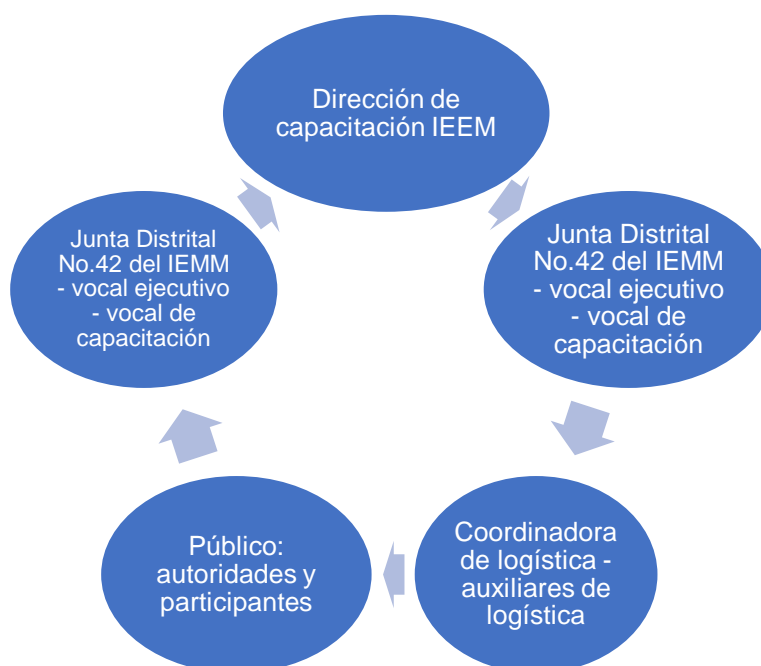 Dirección de
capacitación IEEM
Junta Distrital
No.42 del IEMM
- vocal ejecutivo
- vocal de
capacitación
Coordinadora
de logística -
auxiliares de
logística
Público:
autoridades y
participantes
Junta Distrital
No.42 del IEMM
- vocal ejecutivo
- vocal de
capacitación